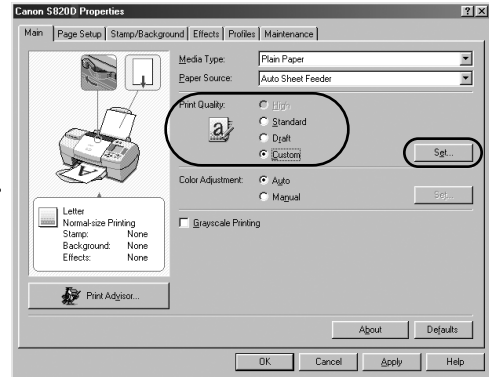 Canon S820D Properties
Main Page Setup Stamp/Background Effects Profiles Maintenance
Media Type: Plain Paper
Paper Source: Auto Sheet Feeder
Print Quality: High
Standard
Draft
Custom
Set...
Color Adjustment: Auto
Manual
Set...
Grayscale Printing
Letter
Normal-size Printing
Stamp: None
Background: None
Effects: None
Print Advisor...
About Defaults
OK Cancel Apply Help